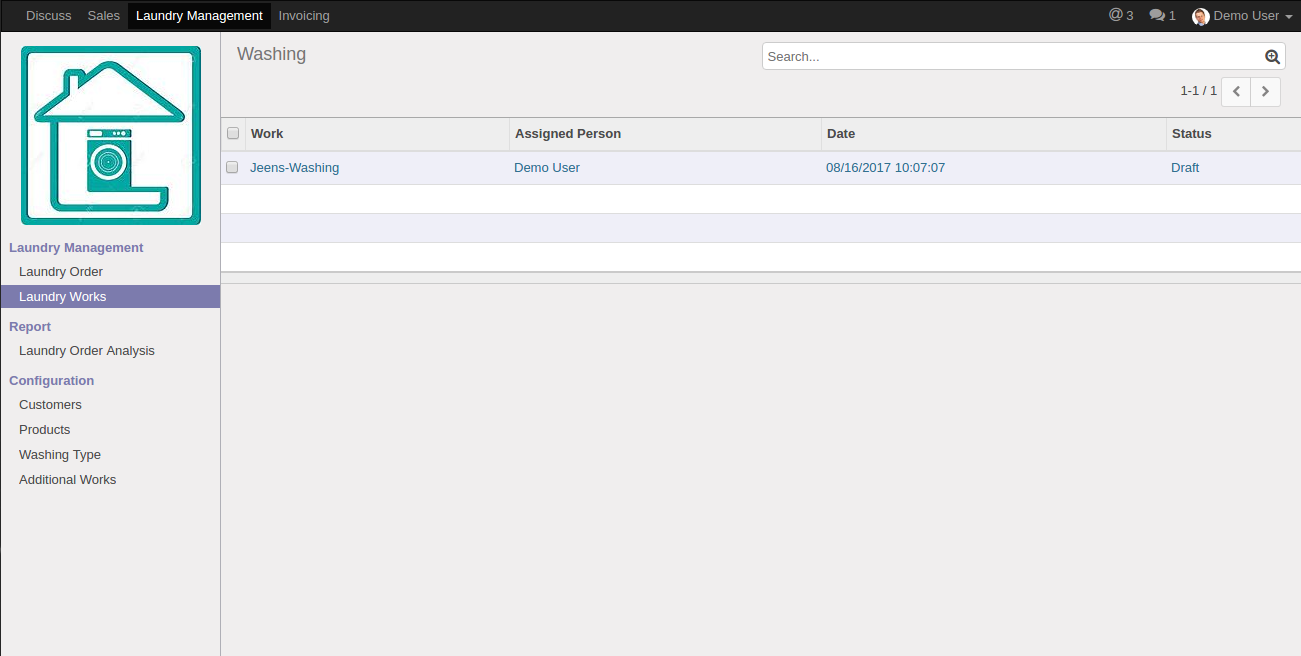 Discuss Sales Laundry Management Invoicing @ 3 1 Demo User
Washing
Search...
1-1 / 1
Work Assigned Person Date Status
Jeens-Washing Demo User 08/16/2017 10:07:07 Draft
Laundry Management
Laundry Order
Laundry Works
Report
Laundry Order Analysis
Configuration
Customers
Products
Washing Type
Additional Works